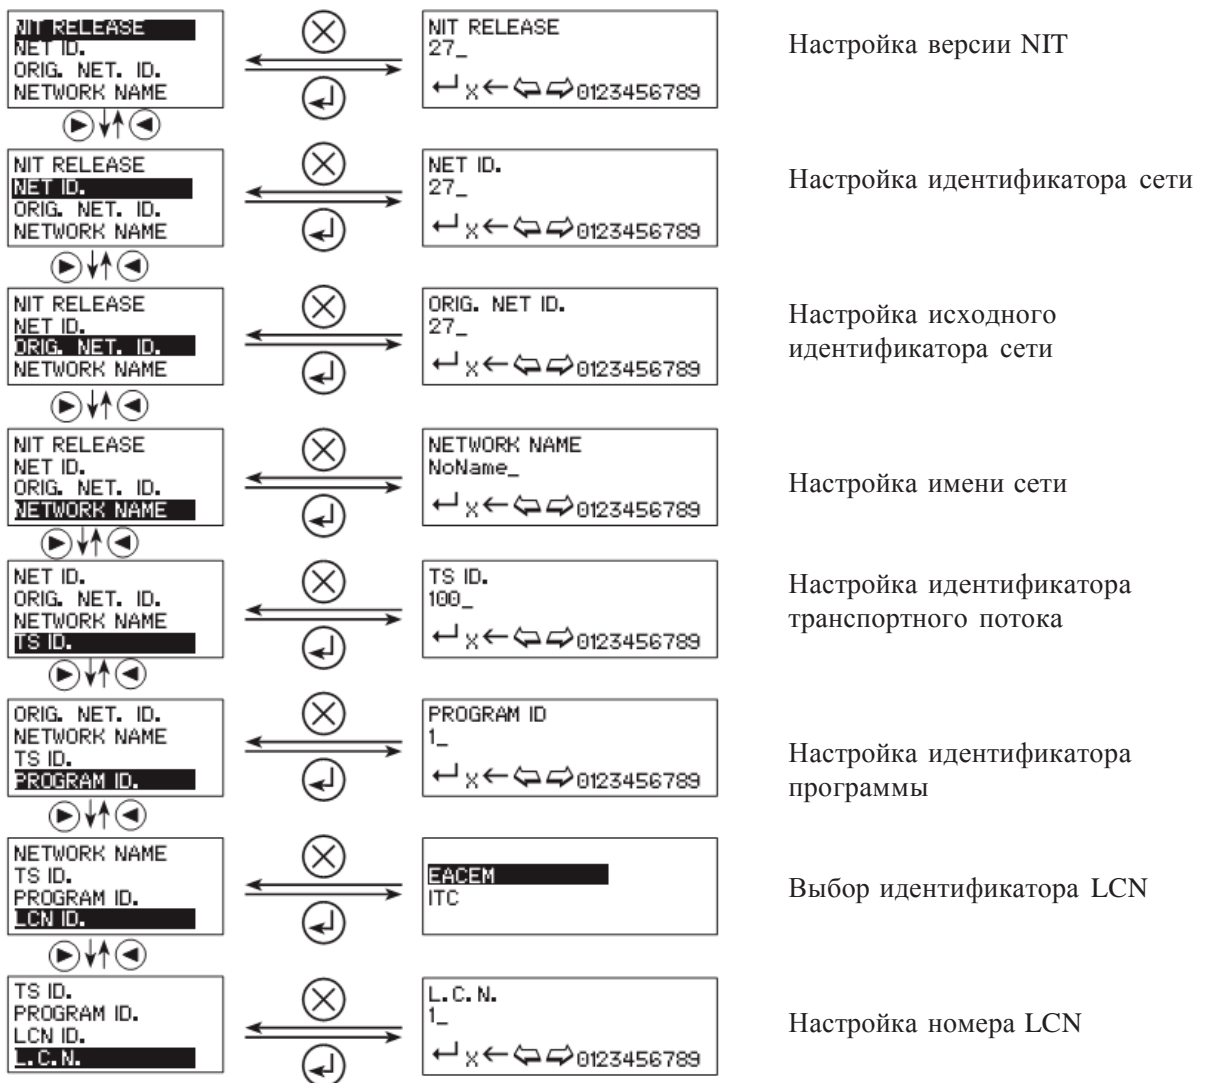 NIT RELEASE
NET ID.
ORIG. NET. ID.
NETWORK NAME
NIT RELEASE
27_
↵ x←⇦⇨0123456789
Настройка версии NIT
NIT RELEASE
NET ID.
ORIG. NET. ID.
NETWORK NAME
NET ID.
27_
↵ x←⇦⇨0123456789
Настройка идентификатора сети
NIT RELEASE
NET ID.
ORIG. NET. ID.
NETWORK NAME
ORIG. NET ID.
27_
↵ x←⇦⇨0123456789
Настройка исходного
идентификатора сети
NIT RELEASE
NET ID.
ORIG. NET. ID.
NETWORK NAME
NETWORK NAME
NoName_
↵ x←⇦⇨0123456789
Настройка имени сети
NET ID.
ORIG. NET. ID.
NETWORK NAME
TS ID.
TS ID.
100_
↵ x←⇦⇨0123456789
Настройка идентификатора
транспортного потока
ORIG. NET. ID.
NETWORK NAME
TS ID.
PROGRAM ID.
PROGRAM ID
1_
↵ x←⇦⇨0123456789
Настройка идентификатора
программы
NETWORK NAME
TS ID.
PROGRAM ID.
LCN ID.
EACEM
ITC
Выбор идентификатора LCN
TS ID.
PROGRAM ID.
LCN ID.
L.C.N.
L.C.N.
1_
↵ x←⇦⇨0123456789
Настройка номера LCN